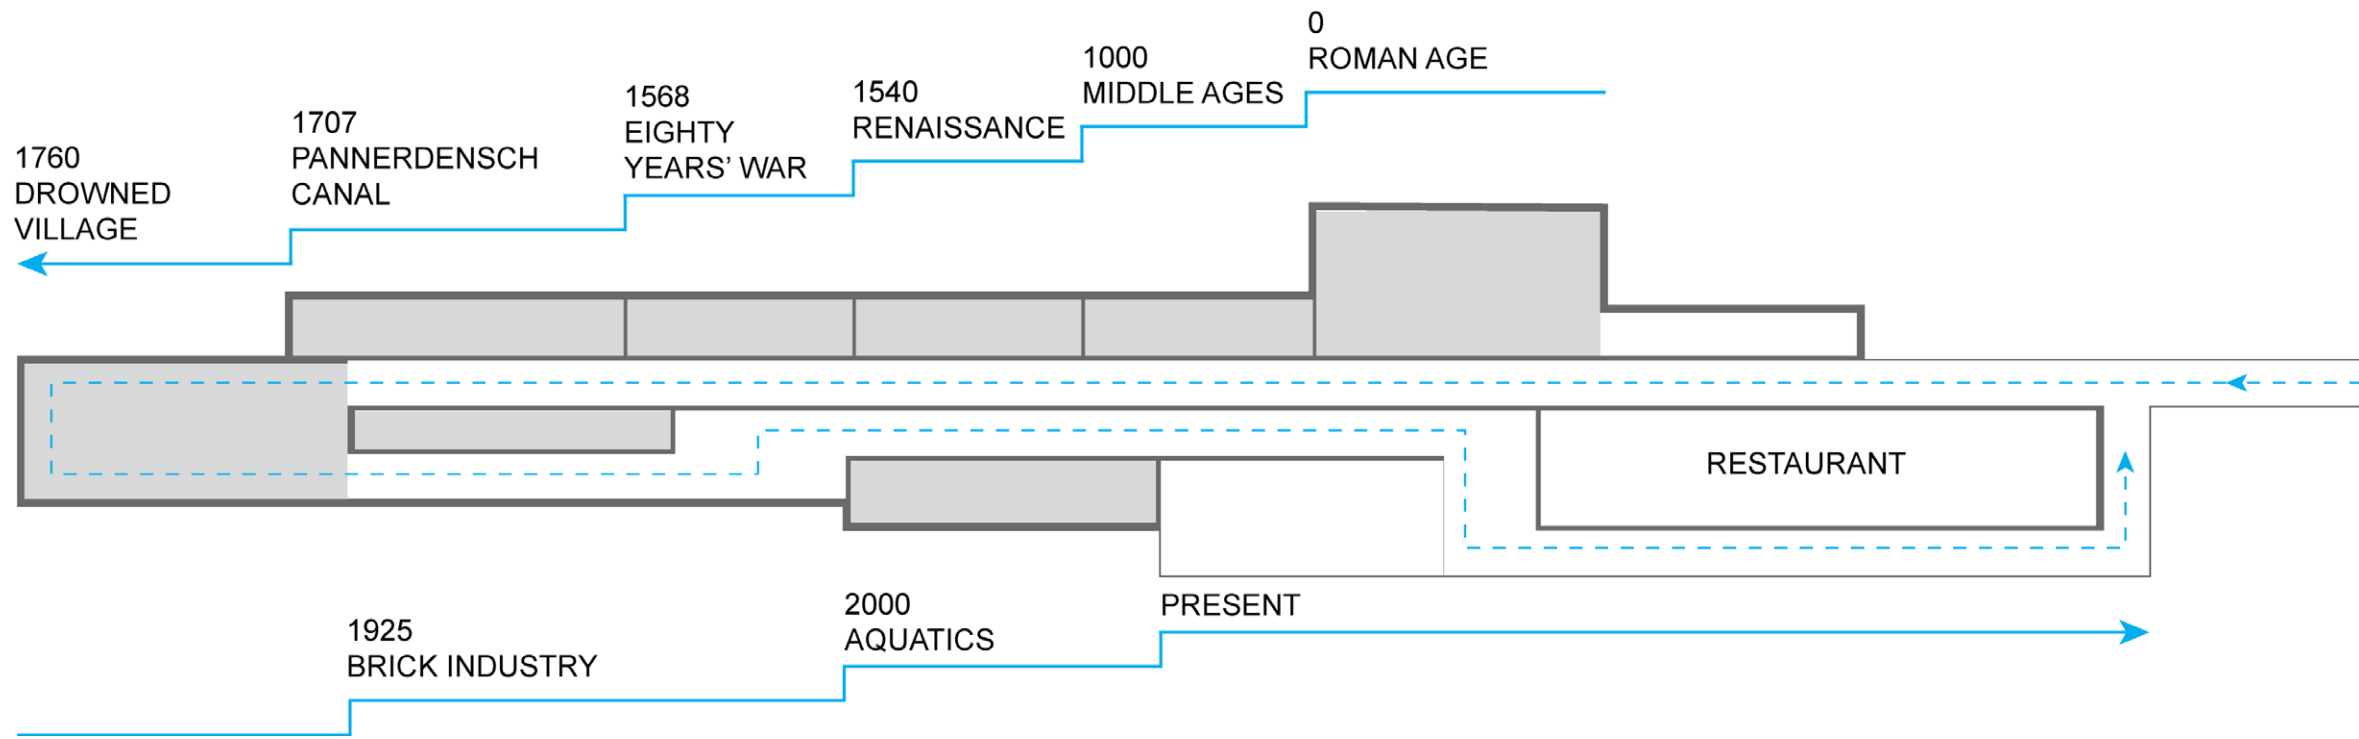 0
ROMAN AGE
1000
MIDDLE AGES
1540
RENAISSANCE
1568
EIGHTY
YEARS’ WAR
1707
PANNERDENSCH
CANAL
1760
DROWNED
VILLAGE
RESTAURANT
1925
BRICK INDUSTRY
2000
AQUATICS
PRESENT